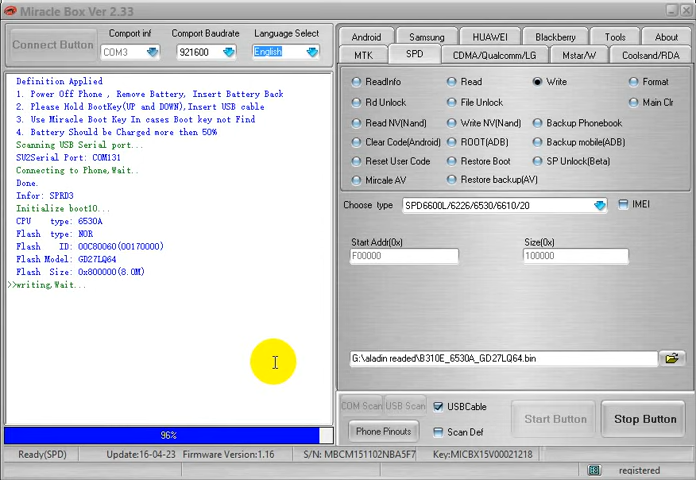 Miracle Box Ver 2.33
Connect Button
Comport inf
Comport Baudrate
Language Select
COM3
921600
English
Definition Applied
1. Power Off Phone , Remove Battery, Insert Battery Back
2. Please Hold BootKey(UP and DOWN),Insert USB cable
3. Use Miracle Boot Key In cases Boot key not Find
4. Battery Should be Charged more then 50%
Scanning USB Serial port...
SU2Serial Port: COM131
Connecting to Phone,Wait..
Done.
Infor: SPRD3
Initialize boot10...
CPU type: 6530A
Flash type: NOR
Flash ID: 00C80060(00170000)
Flash Model: GD27LQ64
Flash Size: 0x800000(8.0M)
>>writing,Wait...
96%
Android
Samsung
HUAWEI
Blackberry
Tools
About
MTK
SPD
CDMA/Qualcomm/LG
Mstar/W
Coolsand/RDA
ReadInfo
Read
Write
Format
Rd Unlock
File Unlock
Main Clr
Read NV(Nand)
Write NV(Nand)
Backup Phonebook
Clear Code(Android)
ROOT(ADB)
Backup mobile(ADB)
Reset User Code
Restore Boot
SP Unlock(Beta)
Mircale AV
Restore backup(AV)
Choose type
SPD6600L/6226/6530/6610/20
IMEI
Start Addr(0x)
Size(0x)
F00000
100000
G:\aladin readed\B310E_6530A_GD27LQ64.bin
COM Scan
USB Scan
USBCable
Phone Pinouts
Scan Def
Start Button
Stop Button
Ready(SPD)
Update:16-04-23
Firmware Version:1.16
S/N: MBCM151102NBA5F7
Key:MICBX15V00021218
registered